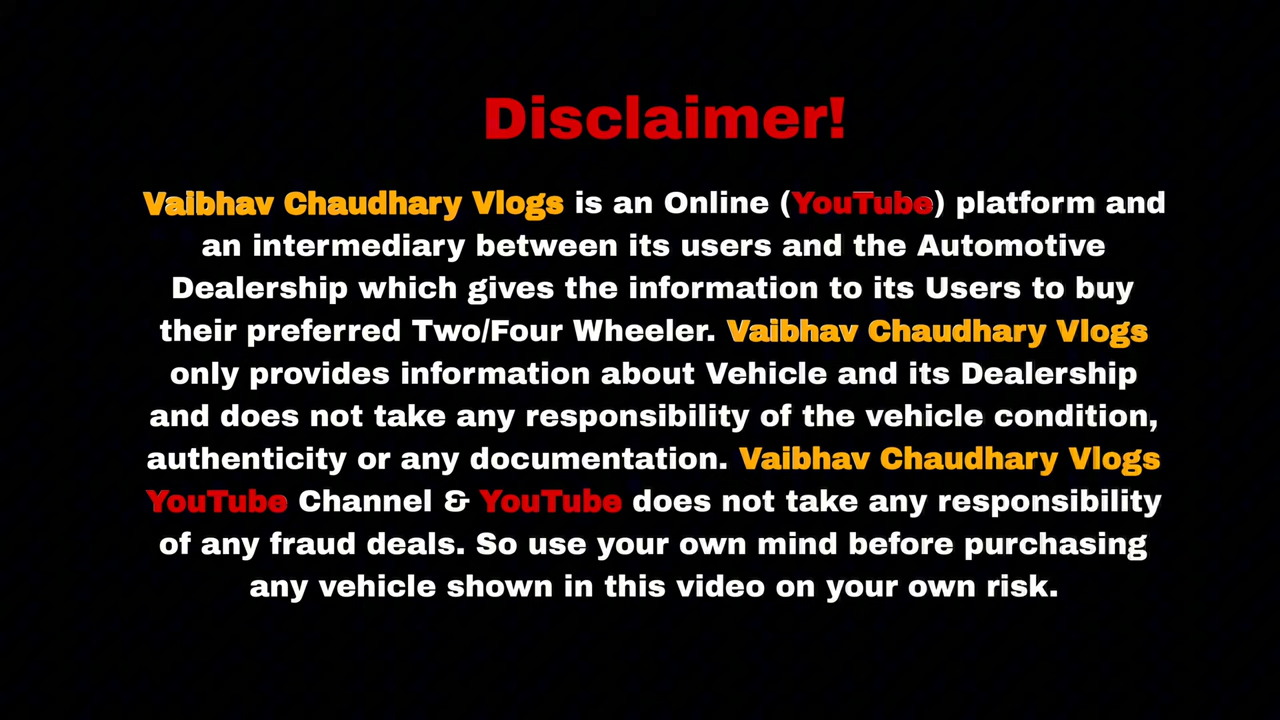 Disclaimer!
Vaibhav Chaudhary Vlogs is an Online (YouTube) platform and
an intermediary between its users and the Automotive
Dealership which gives the information to its Users to buy
their preferred Two/Four Wheeler. Vaibhav Chaudhary Vlogs
only provides information about Vehicle and its Dealership
and does not take any responsibility of the vehicle condition,
authenticity or any documentation. Vaibhav Chaudhary Vlogs
YouTube Channel & YouTube does not take any responsibility
of any fraud deals. So use your own mind before purchasing
any vehicle shown in this video on your own risk.